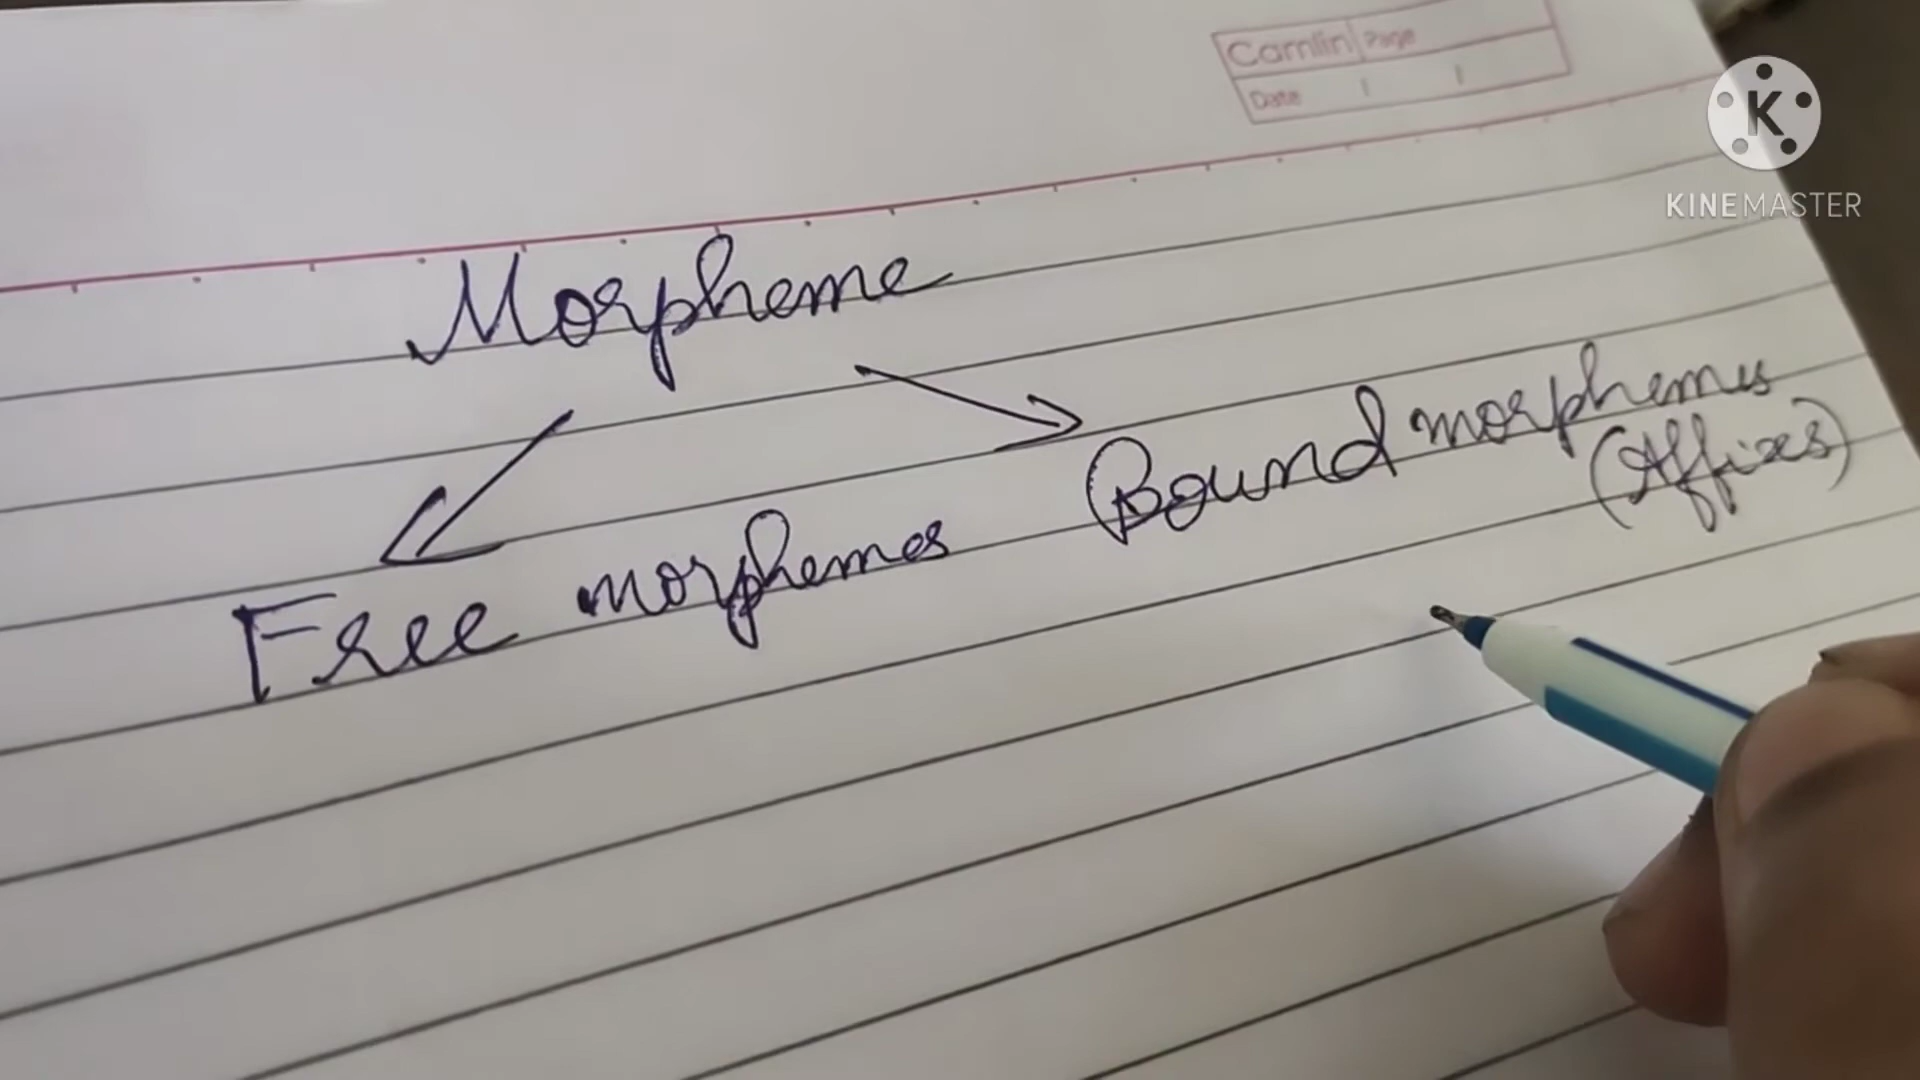 Camlin Page
Date
KINEMASTER
Morpheme
Free morphemes
Bound morphemes
(Affixes)